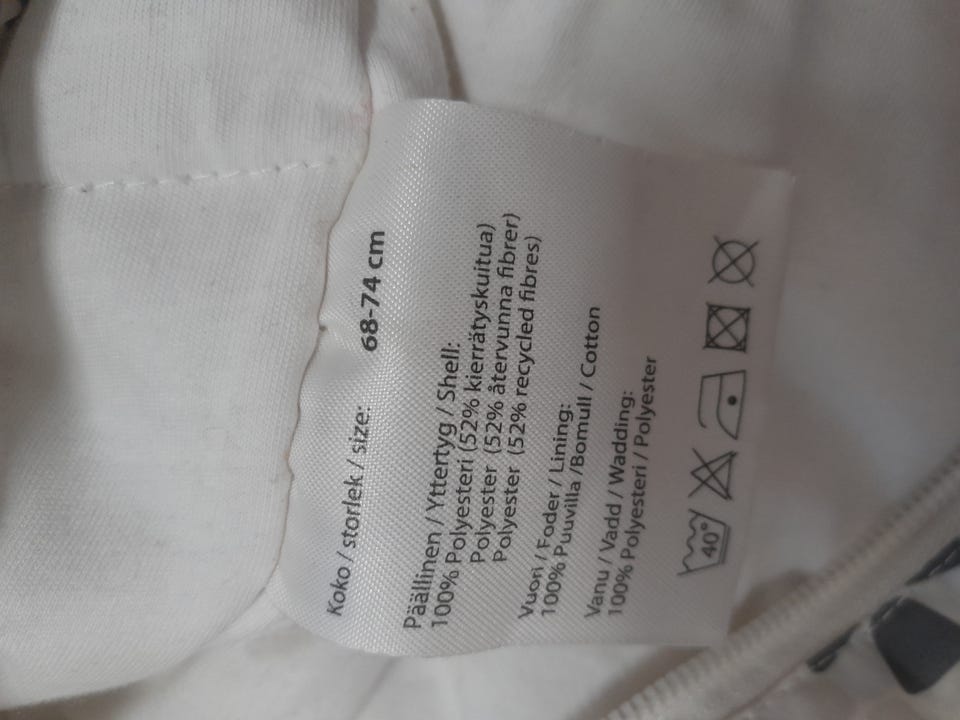 Koko / storlek / size: 68-74 cm
Päällinen / Yttertyg / Shell:
100% Polyesteri (52% kierrätyskuitua)
Polyester (52% återvunna fibrer)
Polyester (52% recycled fibres)
Vuori / Foder / Lining:
100% Puuvilla /Bomull / Cotton
Vanu / Vadd / Wadding:
100% Polyesteri / Polyester
40°